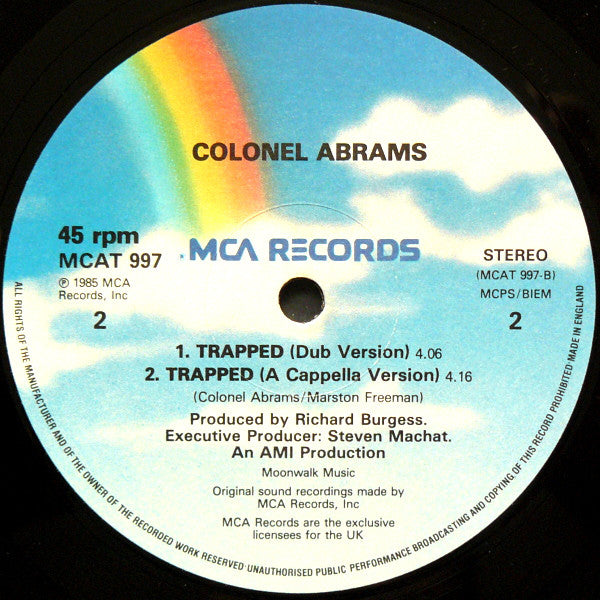 COLONEL ABRAMS
MCA RECORDS
45 rpm
MCAT 997
℗ 1985 MCA
Records, Inc
2
STEREO
(MCAT 997-B)
MCPS/BIEM
2
1. TRAPPED (Dub Version) 4.06
2. TRAPPED (A Cappella Version) 4.16
(Colonel Abrams/Marston Freeman)
Produced by Richard Burgess.
Executive Producer: Steven Machat.
An AMI Production
Moonwalk Music
Original sound recordings made by
MCA Records, Inc
MCA Records are the exclusive
licensees for the UK
ALL RIGHTS OF THE MANUFACTURER AND OF THE OWNER OF THE RECORDED WORK RESERVED·UNAUTHORISED PUBLIC PERFORMANCE BROADCASTING AND COPYING OF THIS RECORD PROHIBITED·MADE IN ENGLAND